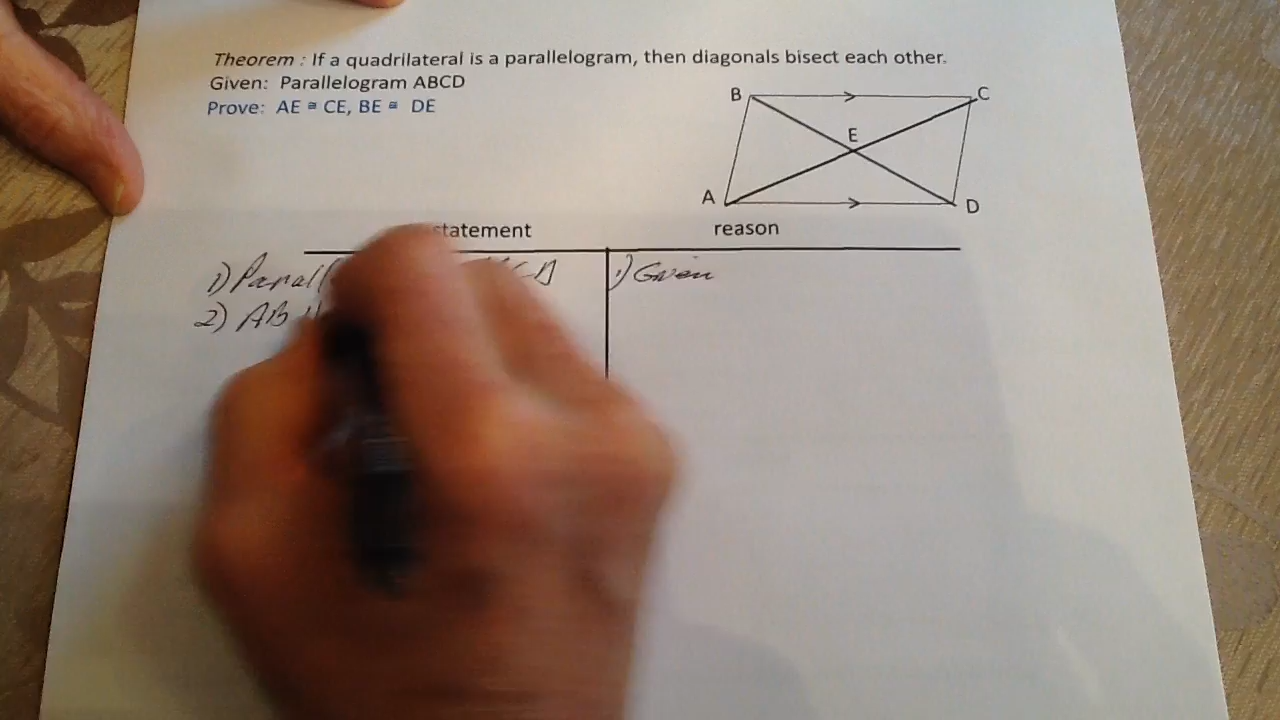 Theorem : If a quadrilateral is a parallelogram, then diagonals bisect each other.
Given: Parallelogram ABCD
Prove: AE ≅ CE, BE ≅ DE
B
C
E
A
D
statement
reason
1) Given
2) AB